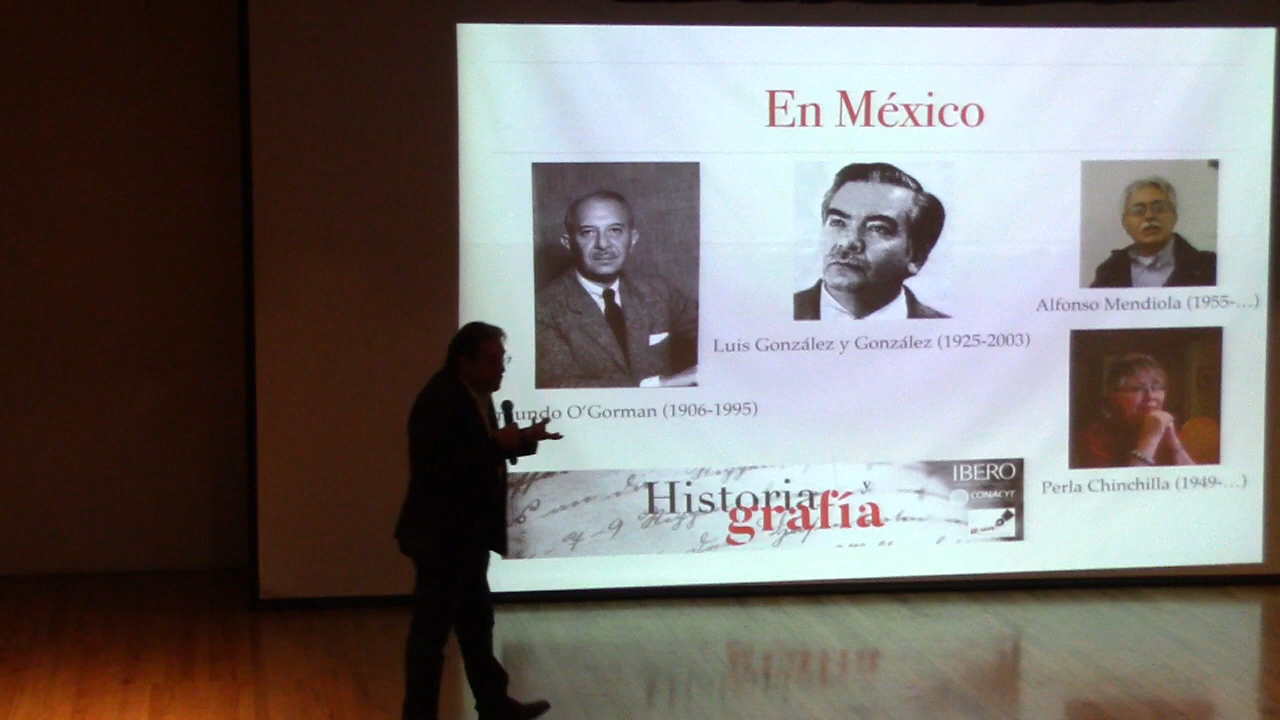 En México
Alfonso Mendiola (1955-...)
Luis González y González (1925-2003)
mundo O'Gorman (1906-1995)
Perla Chinchilla (1949-...)
IBERO
CONACYT
Historia y
grafía